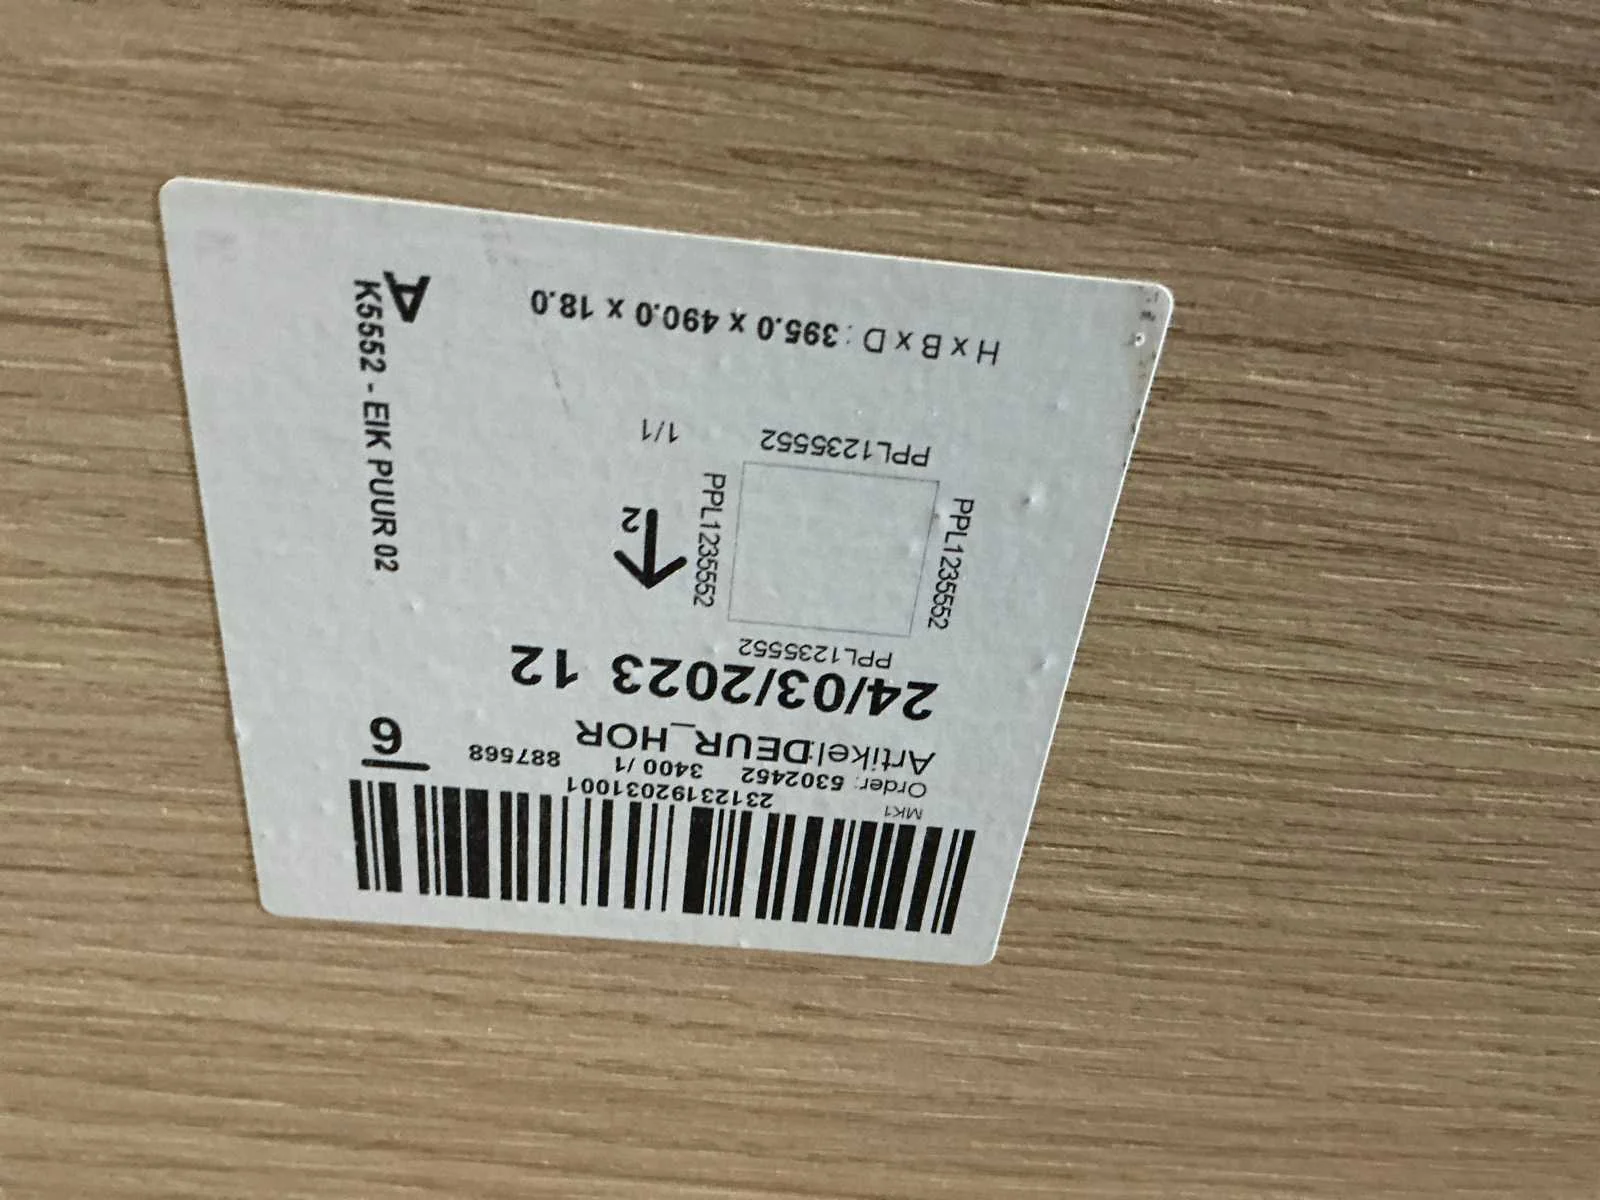 MK1
23123192031001
Order: 5302452 3400 /1 887568
Artikel:DEUR_HOR
6
24/03/2023 12
PPL1235552
PPL1235552
PPL1235552
PPL1235552
2
1/1
H x B x D : 395.0 x 490.0 x 18.0
K5552 - EIK PUUR 02
A